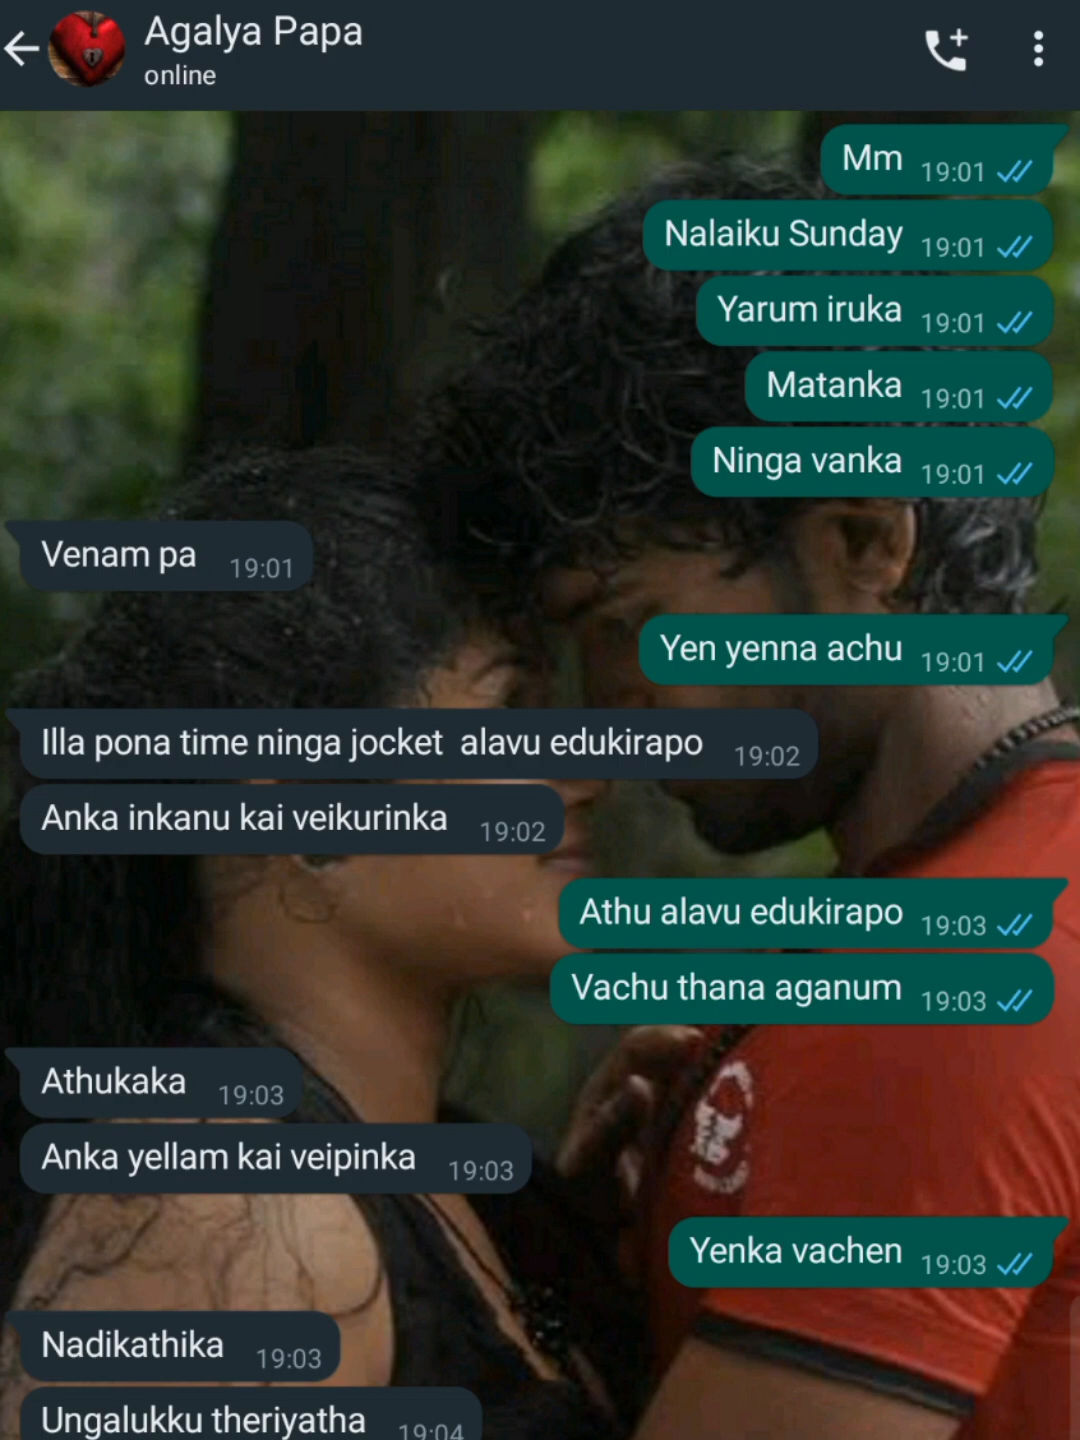 Agalya Papa
online
Mm 19:01
Nalaiku Sunday 19:01
Yarum iruka 19:01
Matanka 19:01
Ninga vanka 19:01
Venam pa 19:01
Yen yenna achu 19:01
Illa pona time ninga jocket alavu edukirapo 19:02
Anka inkanu kai veikurinka 19:02
Athu alavu edukirapo 19:03
Vachu thana aganum 19:03
Athukaka 19:03
Anka yellam kai veipinka 19:03
Yenka vachen 19:03
Nadikathika 19:03
Ungalukku theriyatha 19:04